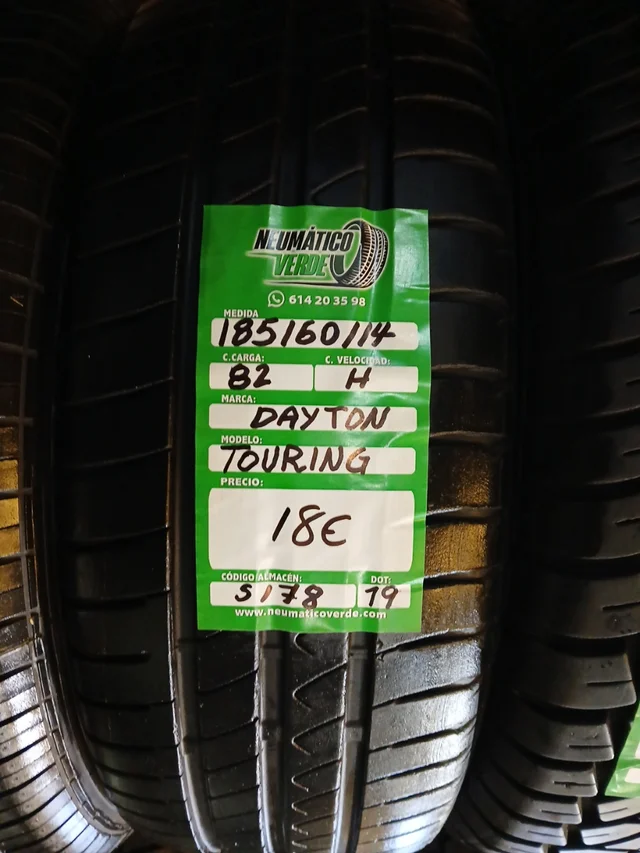 NEUMÁTICO
VERDE
614 20 35 98
MEDIDA
185/60/14
C.CARGA: C. VELOCIDAD:
82 H
MARCA:
DAYTON
MODELO:
TOURING
PRECIO:
18€
CÓDIGO ALMACÉN: DOT:
S178 19
www.neumaticoverde.com